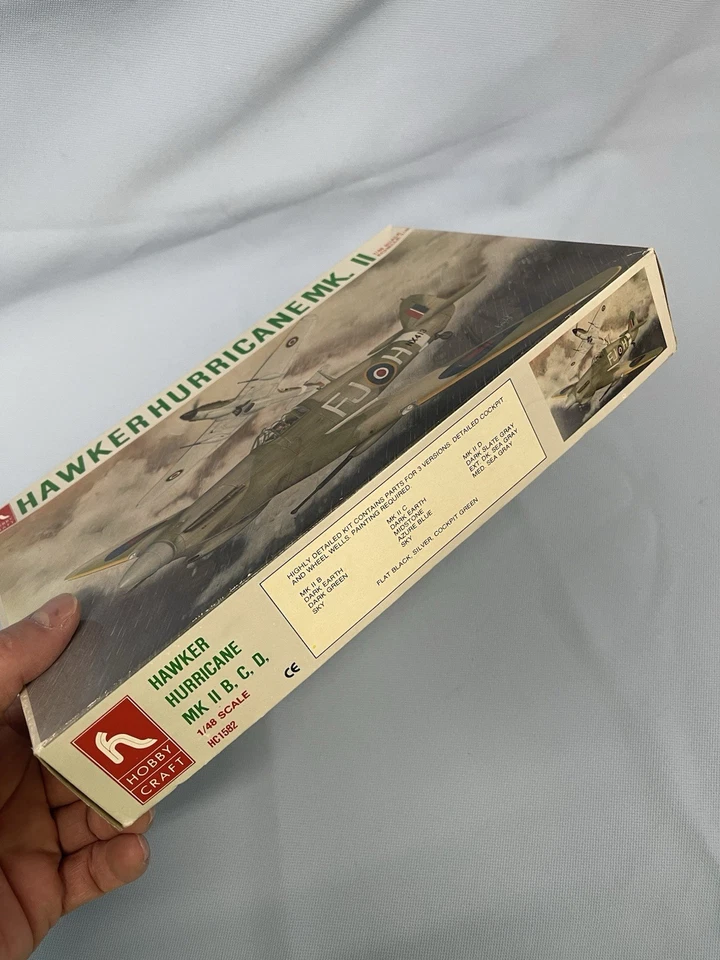 HAWKER HURRICANE MK. II
FJ H
FJ H
HIGHLY DETAILED KIT CONTAINS PARTS FOR 3 VERSIONS. DETAILED COCKPIT
AND WHEEL WELLS. PAINTING REQUIRED
MK II B
DARK EARTH
DARK GREEN
SKY
MK II C
DARK EARTH
MIDSTONE
AZURE BLUE
SKY
MK II D
DARK SLATE GRAY
EXT. DK. SEA GRAY
MED. SEA GRAY
FLAT BLACK, SILVER, COCKPIT GREEN
CE
HAWKER
HURRICANE
MK II B, C, D,
1/48 SCALE
HC1582
HOBBY
CRAFT